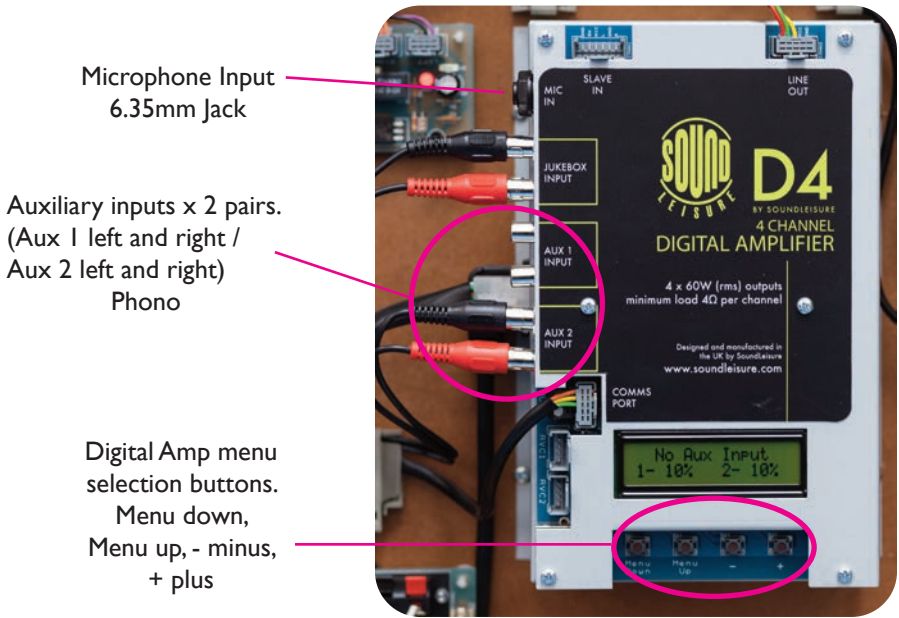 Microphone Input
6.35mm Jack
Auxiliary inputs x 2 pairs.
(Aux 1 left and right /
Aux 2 left and right)
Phono
Digital Amp menu
selection buttons.
Menu down,
Menu up, - minus,
+ plus
SLAVE
IN
LINE
OUT
MIC
IN
JUKEBOX
INPUT
AUX 1
INPUT
AUX 2
INPUT
SOUND
LEISURE
D4
BY SOUNDLEISURE
4 CHANNEL
DIGITAL AMPLIFIER
4 x 60W (rms) outputs
minimum load 4Ω per channel
Designed and manufactured in
the UK by SoundLeisure
www.soundleisure.com
COMMS
PORT
RVC1
RVC2
No Aux Input
1- 10% 2- 10%
Menu
Down
Menu
Up
-
+